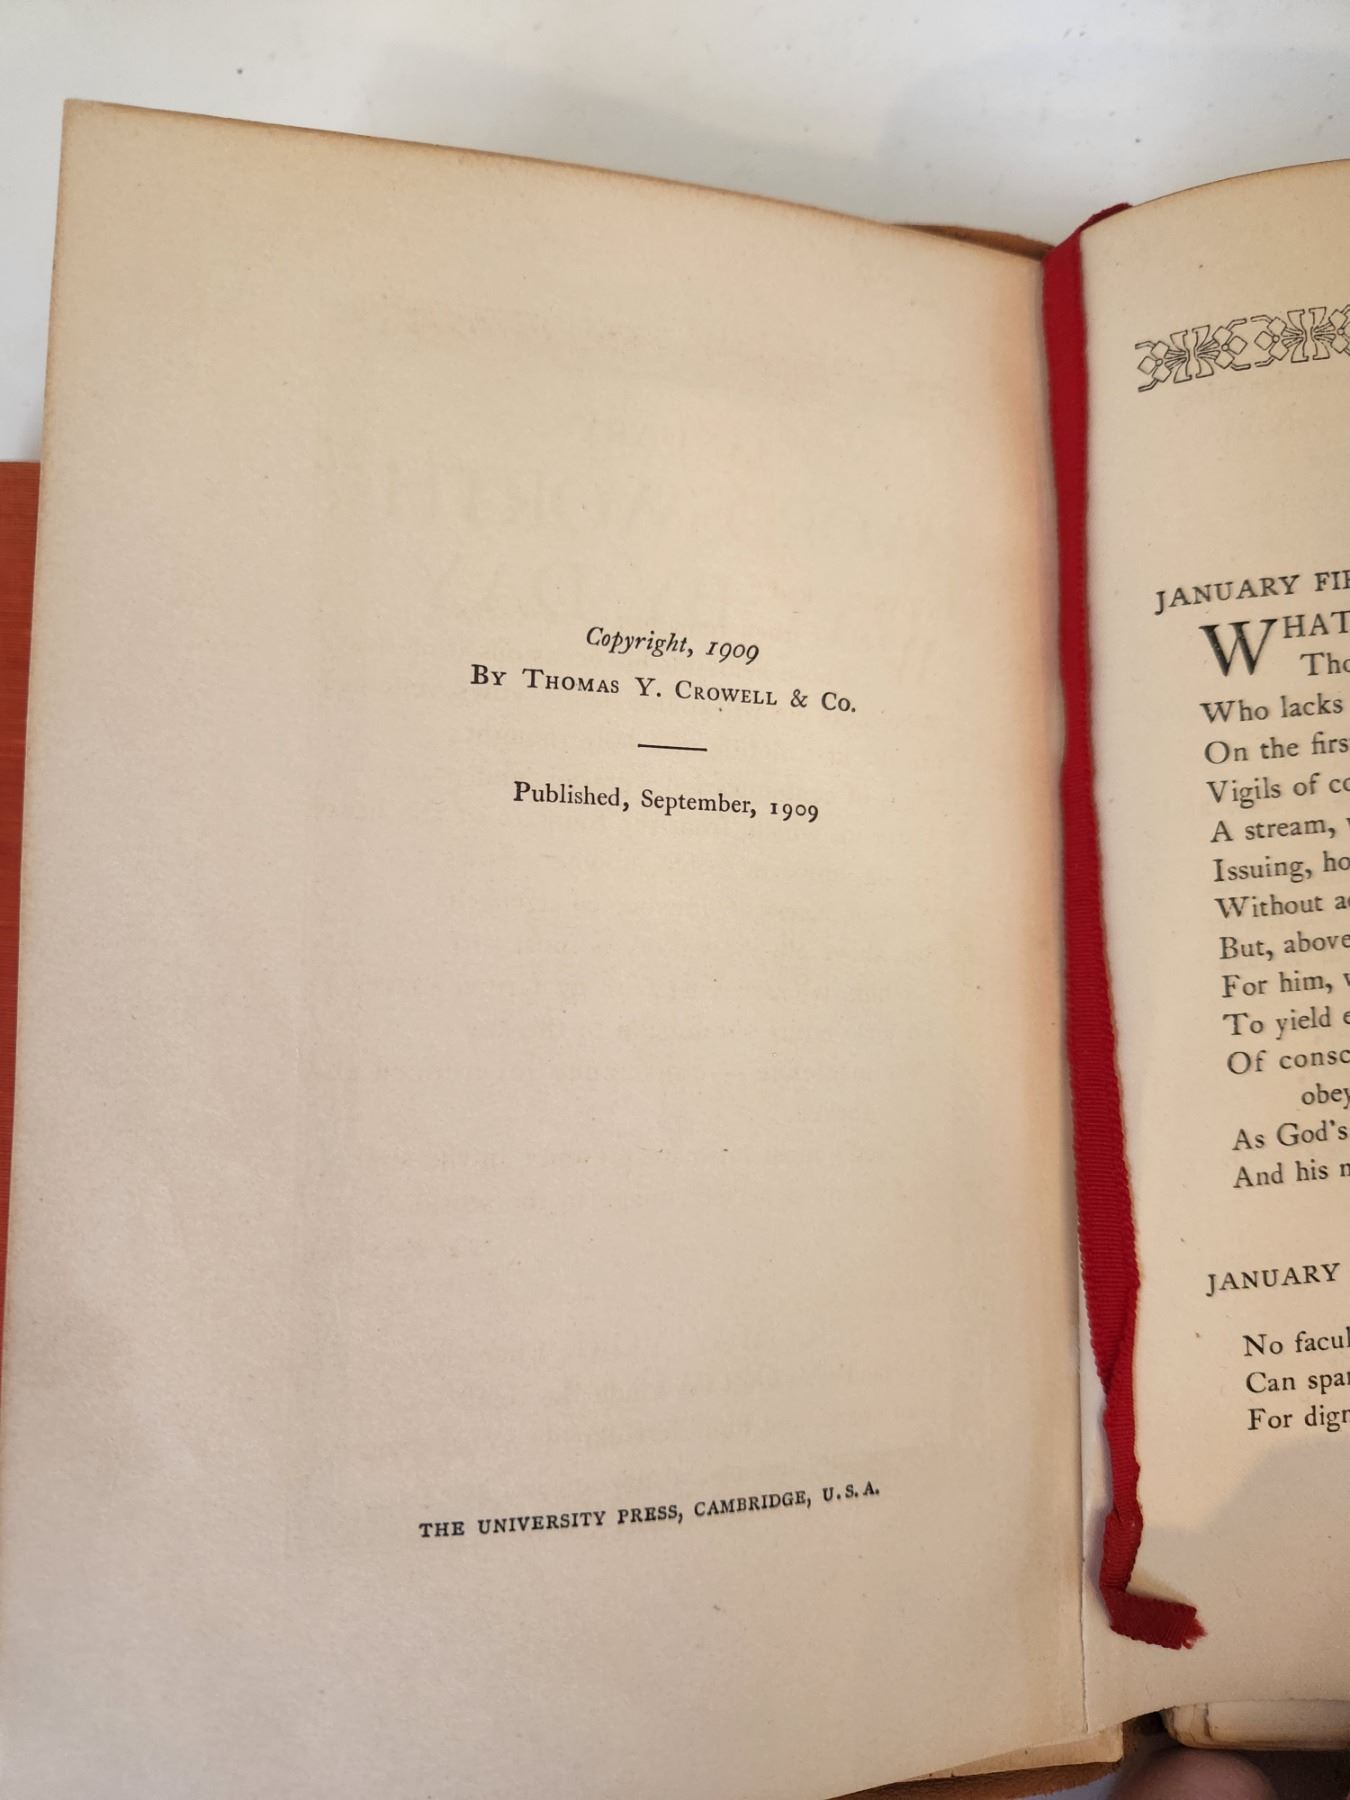 Copyright, 1909
By Thomas Y. Crowell & Co.
Published, September, 1909
THE UNIVERSITY PRESS, CAMBRIDGE, U.S.A.
JANUARY
WHAT
Who lacks
On the
Vigils of
A stream,
Issuing,
Without
But, above
For him,
To yield
Of
As God's
And his
JANUARY
No
Can
For